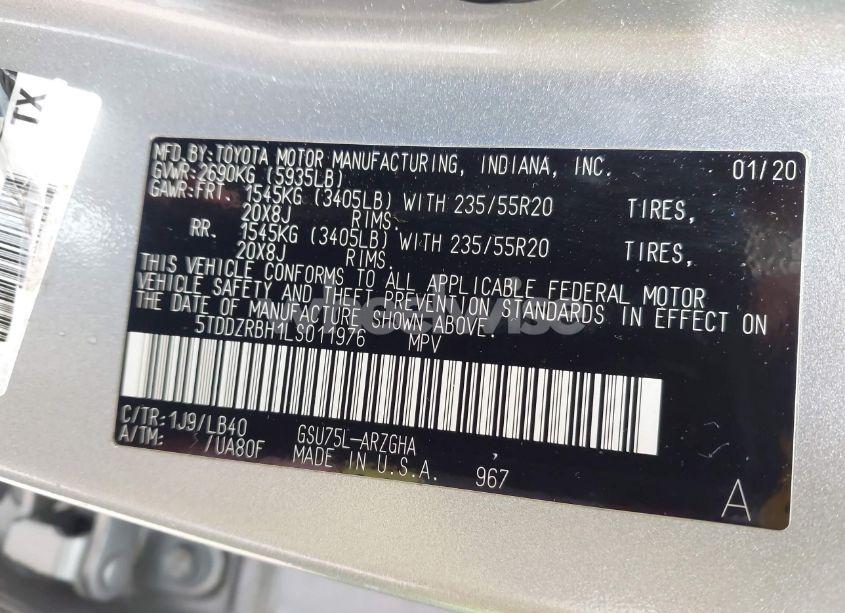 TX
MFD. BY: TOYOTA MOTOR MANUFACTURING, INDIANA, INC. 01/20
GVWR: 2690KG (5935LB)
GAWR: FRT. 1545KG (3405LB) WITH 235/55R20 TIRES,
20X8J RIMS.
RR. 1545KG (3405LB) WITH 235/55R20 TIRES,
20X8J RIMS.
THIS VEHICLE CONFORMS TO ALL APPLICABLE FEDERAL MOTOR
VEHICLE SAFETY AND THEFT PREVENTION STANDARDS IN EFFECT ON
THE DATE OF MANUFACTURE SHOWN ABOVE.
5TDDZRBH1LS011976 MPV
C/TR: 1J9/LB40 GSU75L-ARZGHA
A/TM: /UA80F MADE IN U.S.A. 967
A